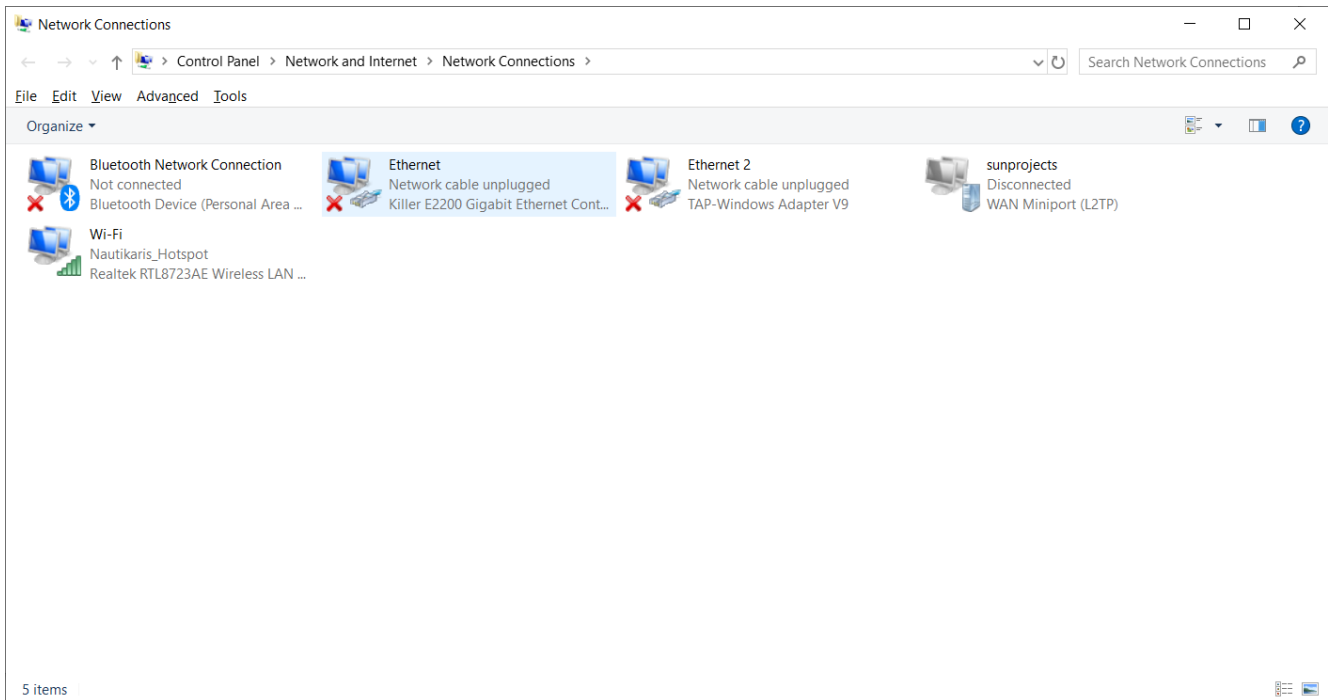 Network Connections
Control Panel > Network and Internet > Network Connections >
Search Network Connections
File Edit View Advanced Tools
Organize
Bluetooth Network Connection
Not connected
Bluetooth Device (Personal Area ...
Ethernet
Network cable unplugged
Killer E2200 Gigabit Ethernet Cont...
Ethernet 2
Network cable unplugged
TAP-Windows Adapter V9
sunprojects
Disconnected
WAN Miniport (L2TP)
Wi-Fi
Nautikaris_Hotspot
Realtek RTL8723AE Wireless LAN ...
5 items